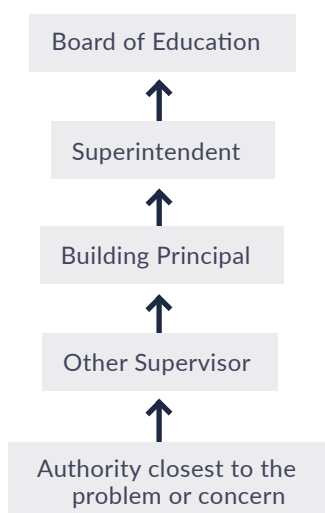 Board of Education
Superintendent
Building Principal
Other Supervisor
Authority closest to the
problem or concern